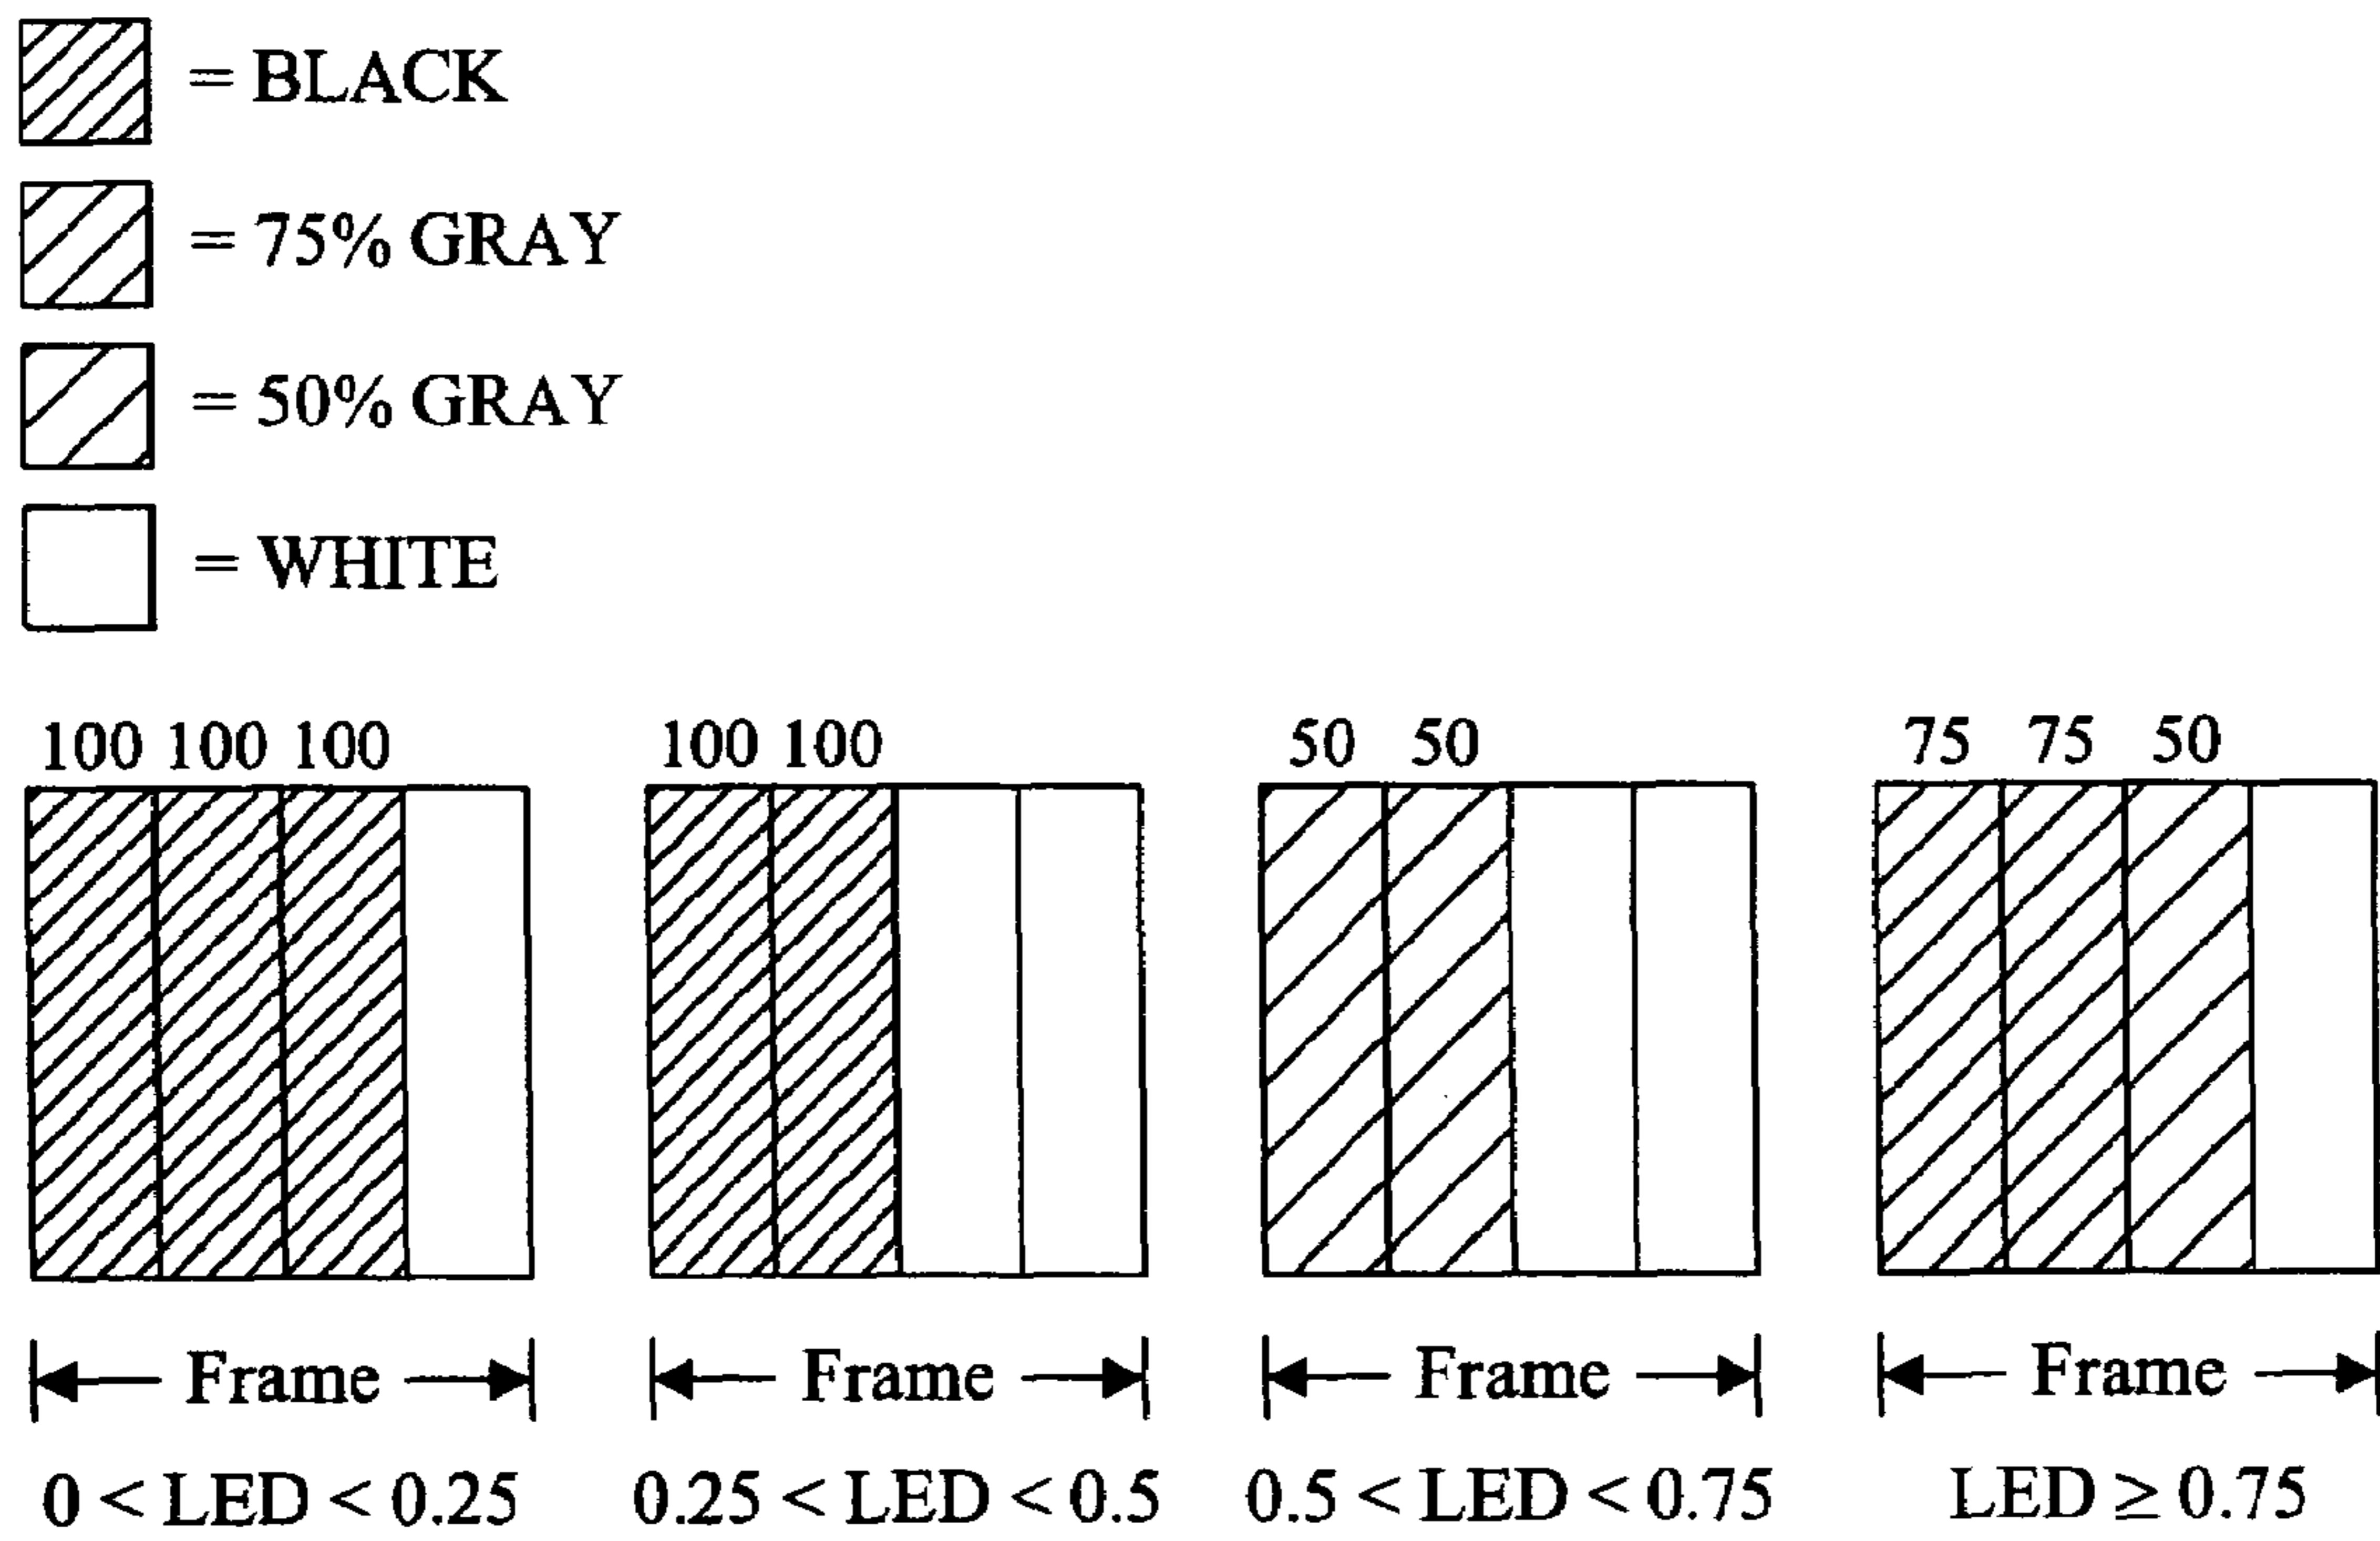 = BLACK
= 75% GRAY
= 50% GRAY
= WHITE
100 100 100
100 100
50 50
75 75 50
Frame
Frame
Frame
Frame
0 < LED < 0.25
0.25 < LED < 0.5
0.5 < LED < 0.75
LED ≥ 0.75